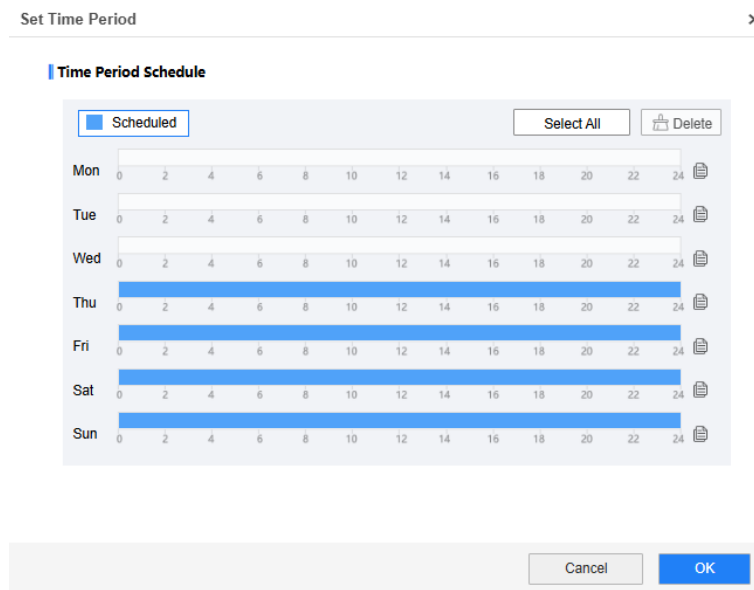 Set Time Period
Time Period Schedule
Scheduled Select All Delete
Mon
0 2 4 6 8 10 12 14 16 18 20 22 24
Tue
0 2 4 6 8 10 12 14 16 18 20 22 24
Wed
0 2 4 6 8 10 12 14 16 18 20 22 24
Thu
0 2 4 6 8 10 12 14 16 18 20 22 24
Fri
0 2 4 6 8 10 12 14 16 18 20 22 24
Sat
0 2 4 6 8 10 12 14 16 18 20 22 24
Sun
0 2 4 6 8 10 12 14 16 18 20 22 24
Cancel OK